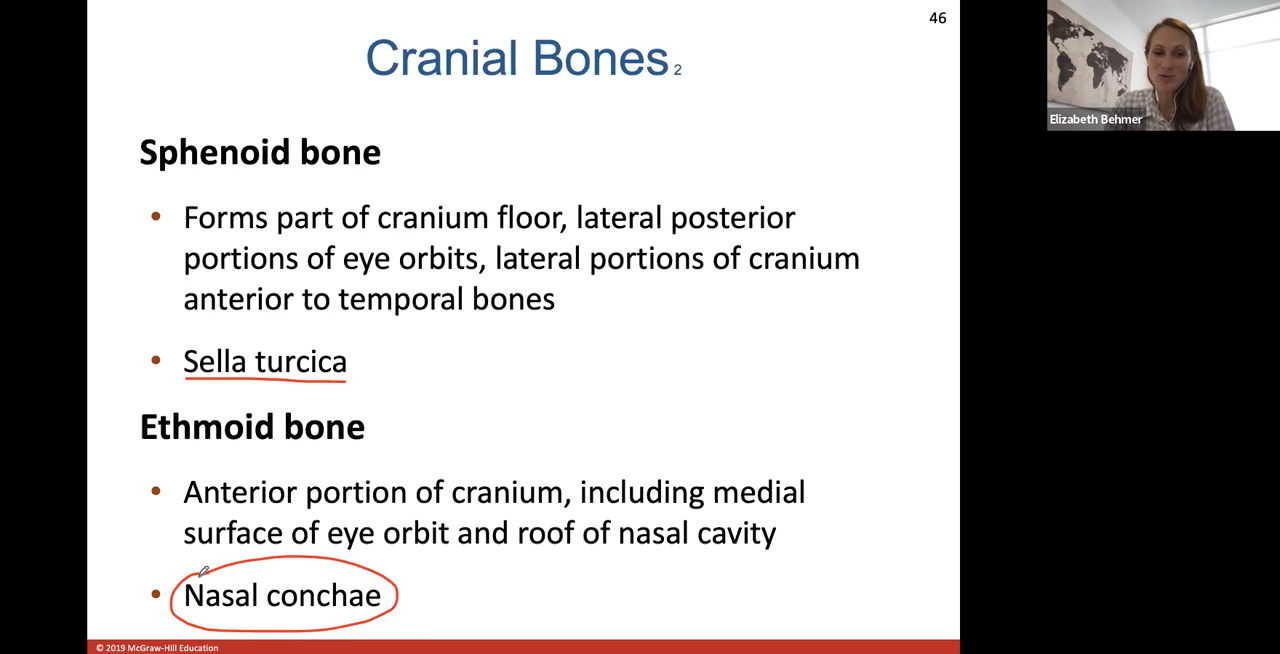 46
Cranial Bones 2
Elizabeth Behmer
Sphenoid bone
• Forms part of cranium floor, lateral posterior
portions of eye orbits, lateral portions of cranium
anterior to temporal bones
• Sella turcica
Ethmoid bone
• Anterior portion of cranium, including medial
surface of eye orbit and roof of nasal cavity
• Nasal conchae
© 2019 McGraw-Hill Education